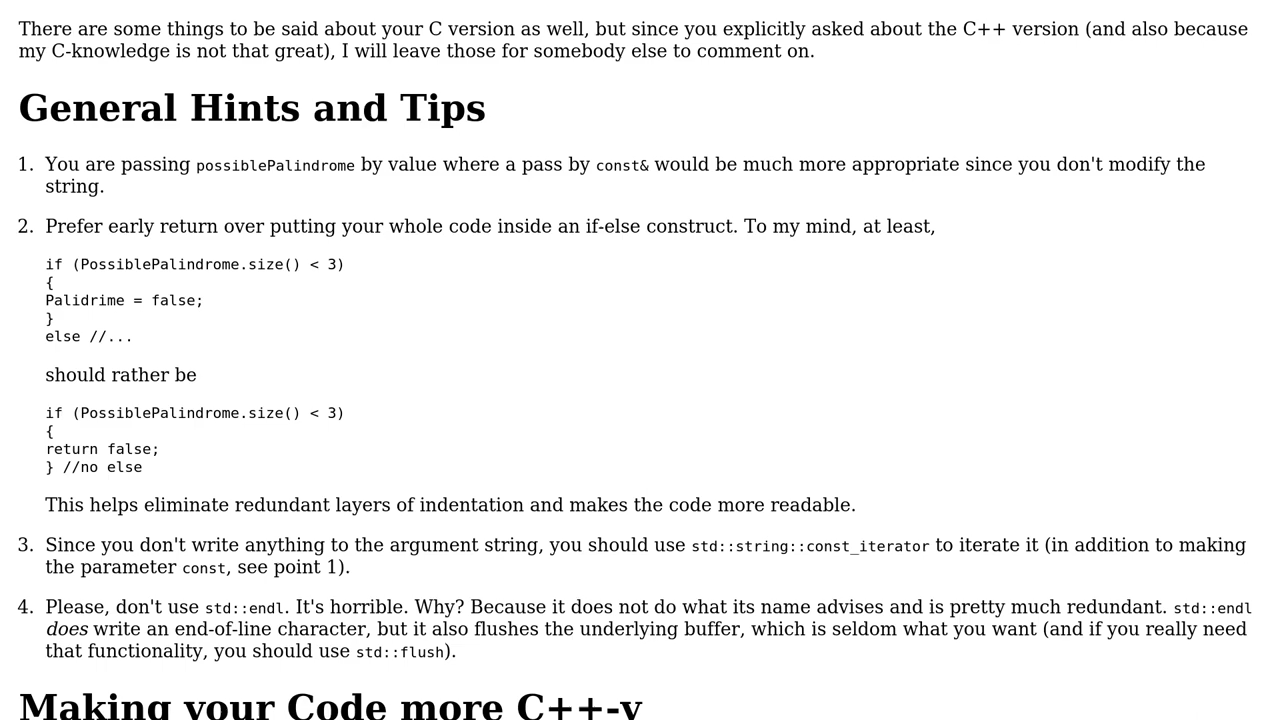 There are some things to be said about your C version as well, but since you explicitly asked about the C++ version (and also because
my C-knowledge is not that great), I will leave those for somebody else to comment on.
General Hints and Tips
1. You are passing possiblePalindrome by value where a pass by const& would be much more appropriate since you don't modify the
string.
2. Prefer early return over putting your whole code inside an if-else construct. To my mind, at least,
if (PossiblePalindrome.size() < 3)
{
Palidrime = false;
}
else //...
should rather be
if (PossiblePalindrome.size() < 3)
{
return false;
} //no else
This helps eliminate redundant layers of indentation and makes the code more readable.
3. Since you don't write anything to the argument string, you should use std::string::const_iterator to iterate it (in addition to making
the parameter const, see point 1).
4. Please, don't use std::endl. It's horrible. Why? Because it does not do what its name advises and is pretty much redundant. std::endl
does write an end-of-line character, but it also flushes the underlying buffer, which is seldom what you want (and if you really need
that functionality, you should use std::flush).
Making your Code more C++-y